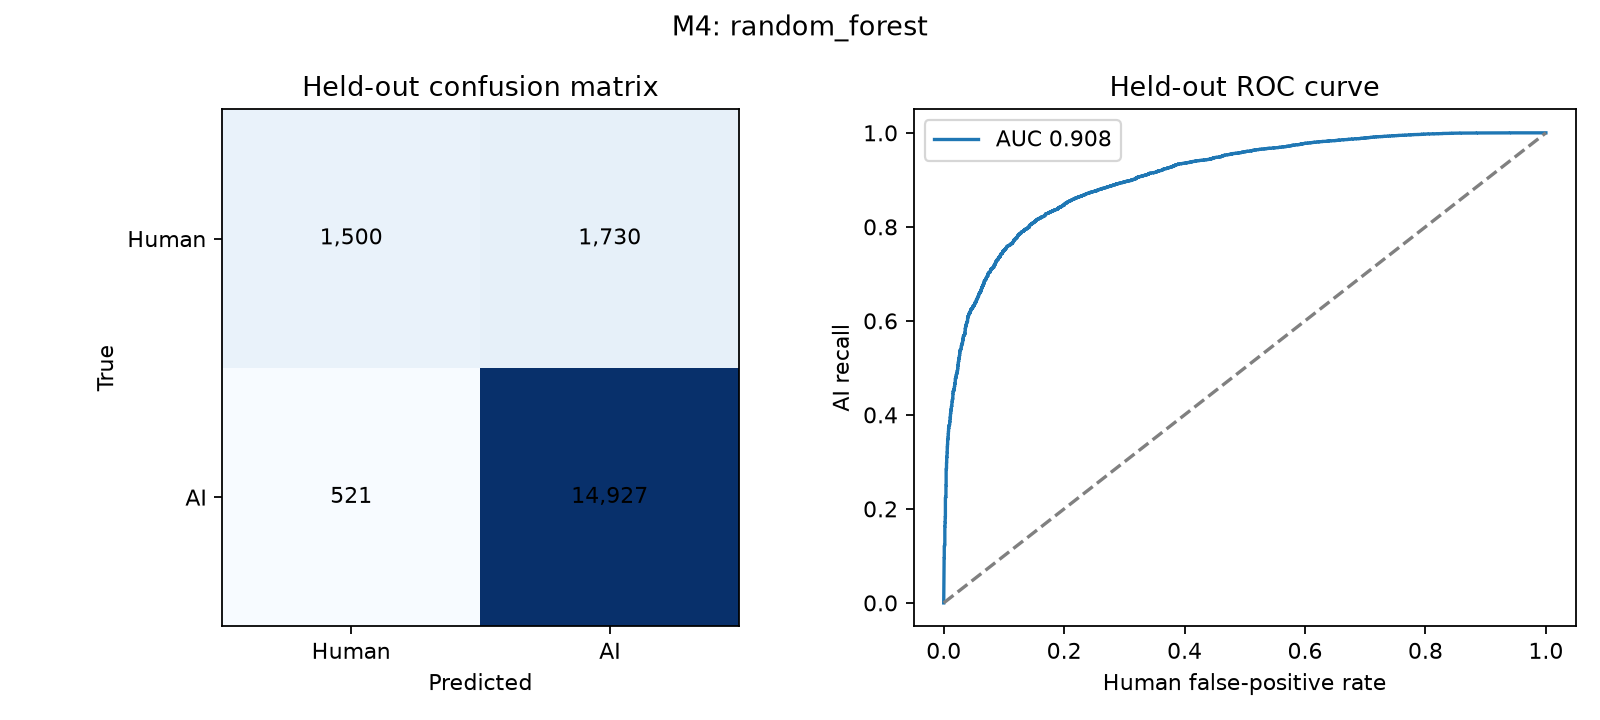 M4: random_forest
Held-out confusion matrix
Human
AI
True
1,500
1,730
521
14,927
Human
AI
Predicted
Held-out ROC curve
AUC 0.908
1.0
0.8
0.6
0.4
0.2
0.0
AI recall
0.0
0.2
0.4
0.6
0.8
1.0
Human false-positive rate